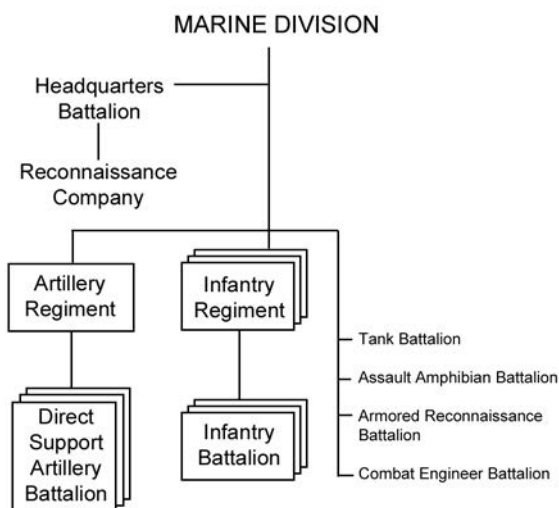 MARINE DIVISION
Headquarters
Battalion
Reconnaissance
Company
Artillery
Regiment
Infantry
Regiment
Direct
Support
Artillery
Battalion
Infantry
Battalion
Tank Battalion
Assault Amphibian Battalion
Armored Reconnaissance
Battalion
Combat Engineer Battalion